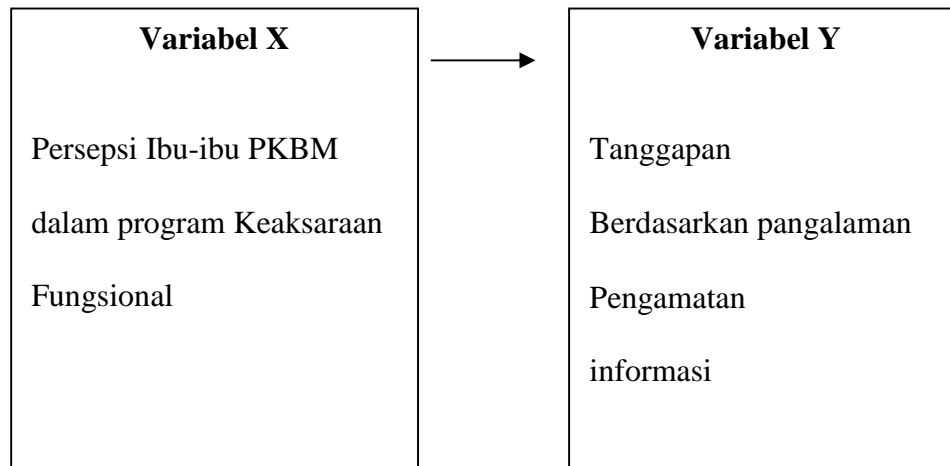 Variabel X
Persepsi Ibu-ibu PKBM
dalam program Keaksaraan
Fungsional
Variabel Y
Tanggapan
Berdasarkan pangalaman
Pengamatan
informasi